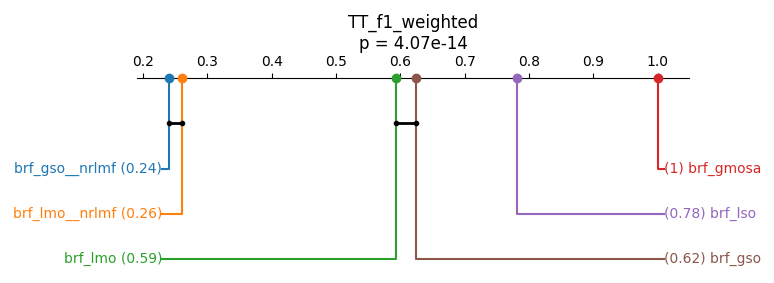 TT_f1_weighted
p = 4.07e-14
0.2 0.3 0.4 0.5 0.6 0.7 0.8 0.9 1.0
brf_gso__nrlmf (0.24) (1) brf_gmosa
brf_lmo__nrlmf (0.26) (0.78) brf_lso
brf_lmo (0.59) (0.62) brf_gso